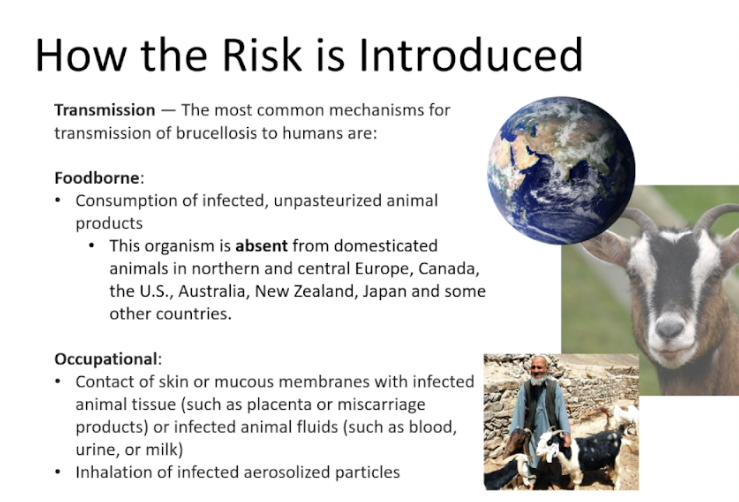 How the Risk is Introduced
Transmission — The most common mechanisms for
transmission of brucellosis to humans are:
Foodborne:
• Consumption of infected, unpasteurized animal
products
• This organism is absent from domesticated
animals in northern and central Europe, Canada,
the U.S., Australia, New Zealand, Japan and some
other countries.
Occupational:
• Contact of skin or mucous membranes with infected
animal tissue (such as placenta or miscarriage
products) or infected animal fluids (such as blood,
urine, or milk)
• Inhalation of infected aerosolized particles